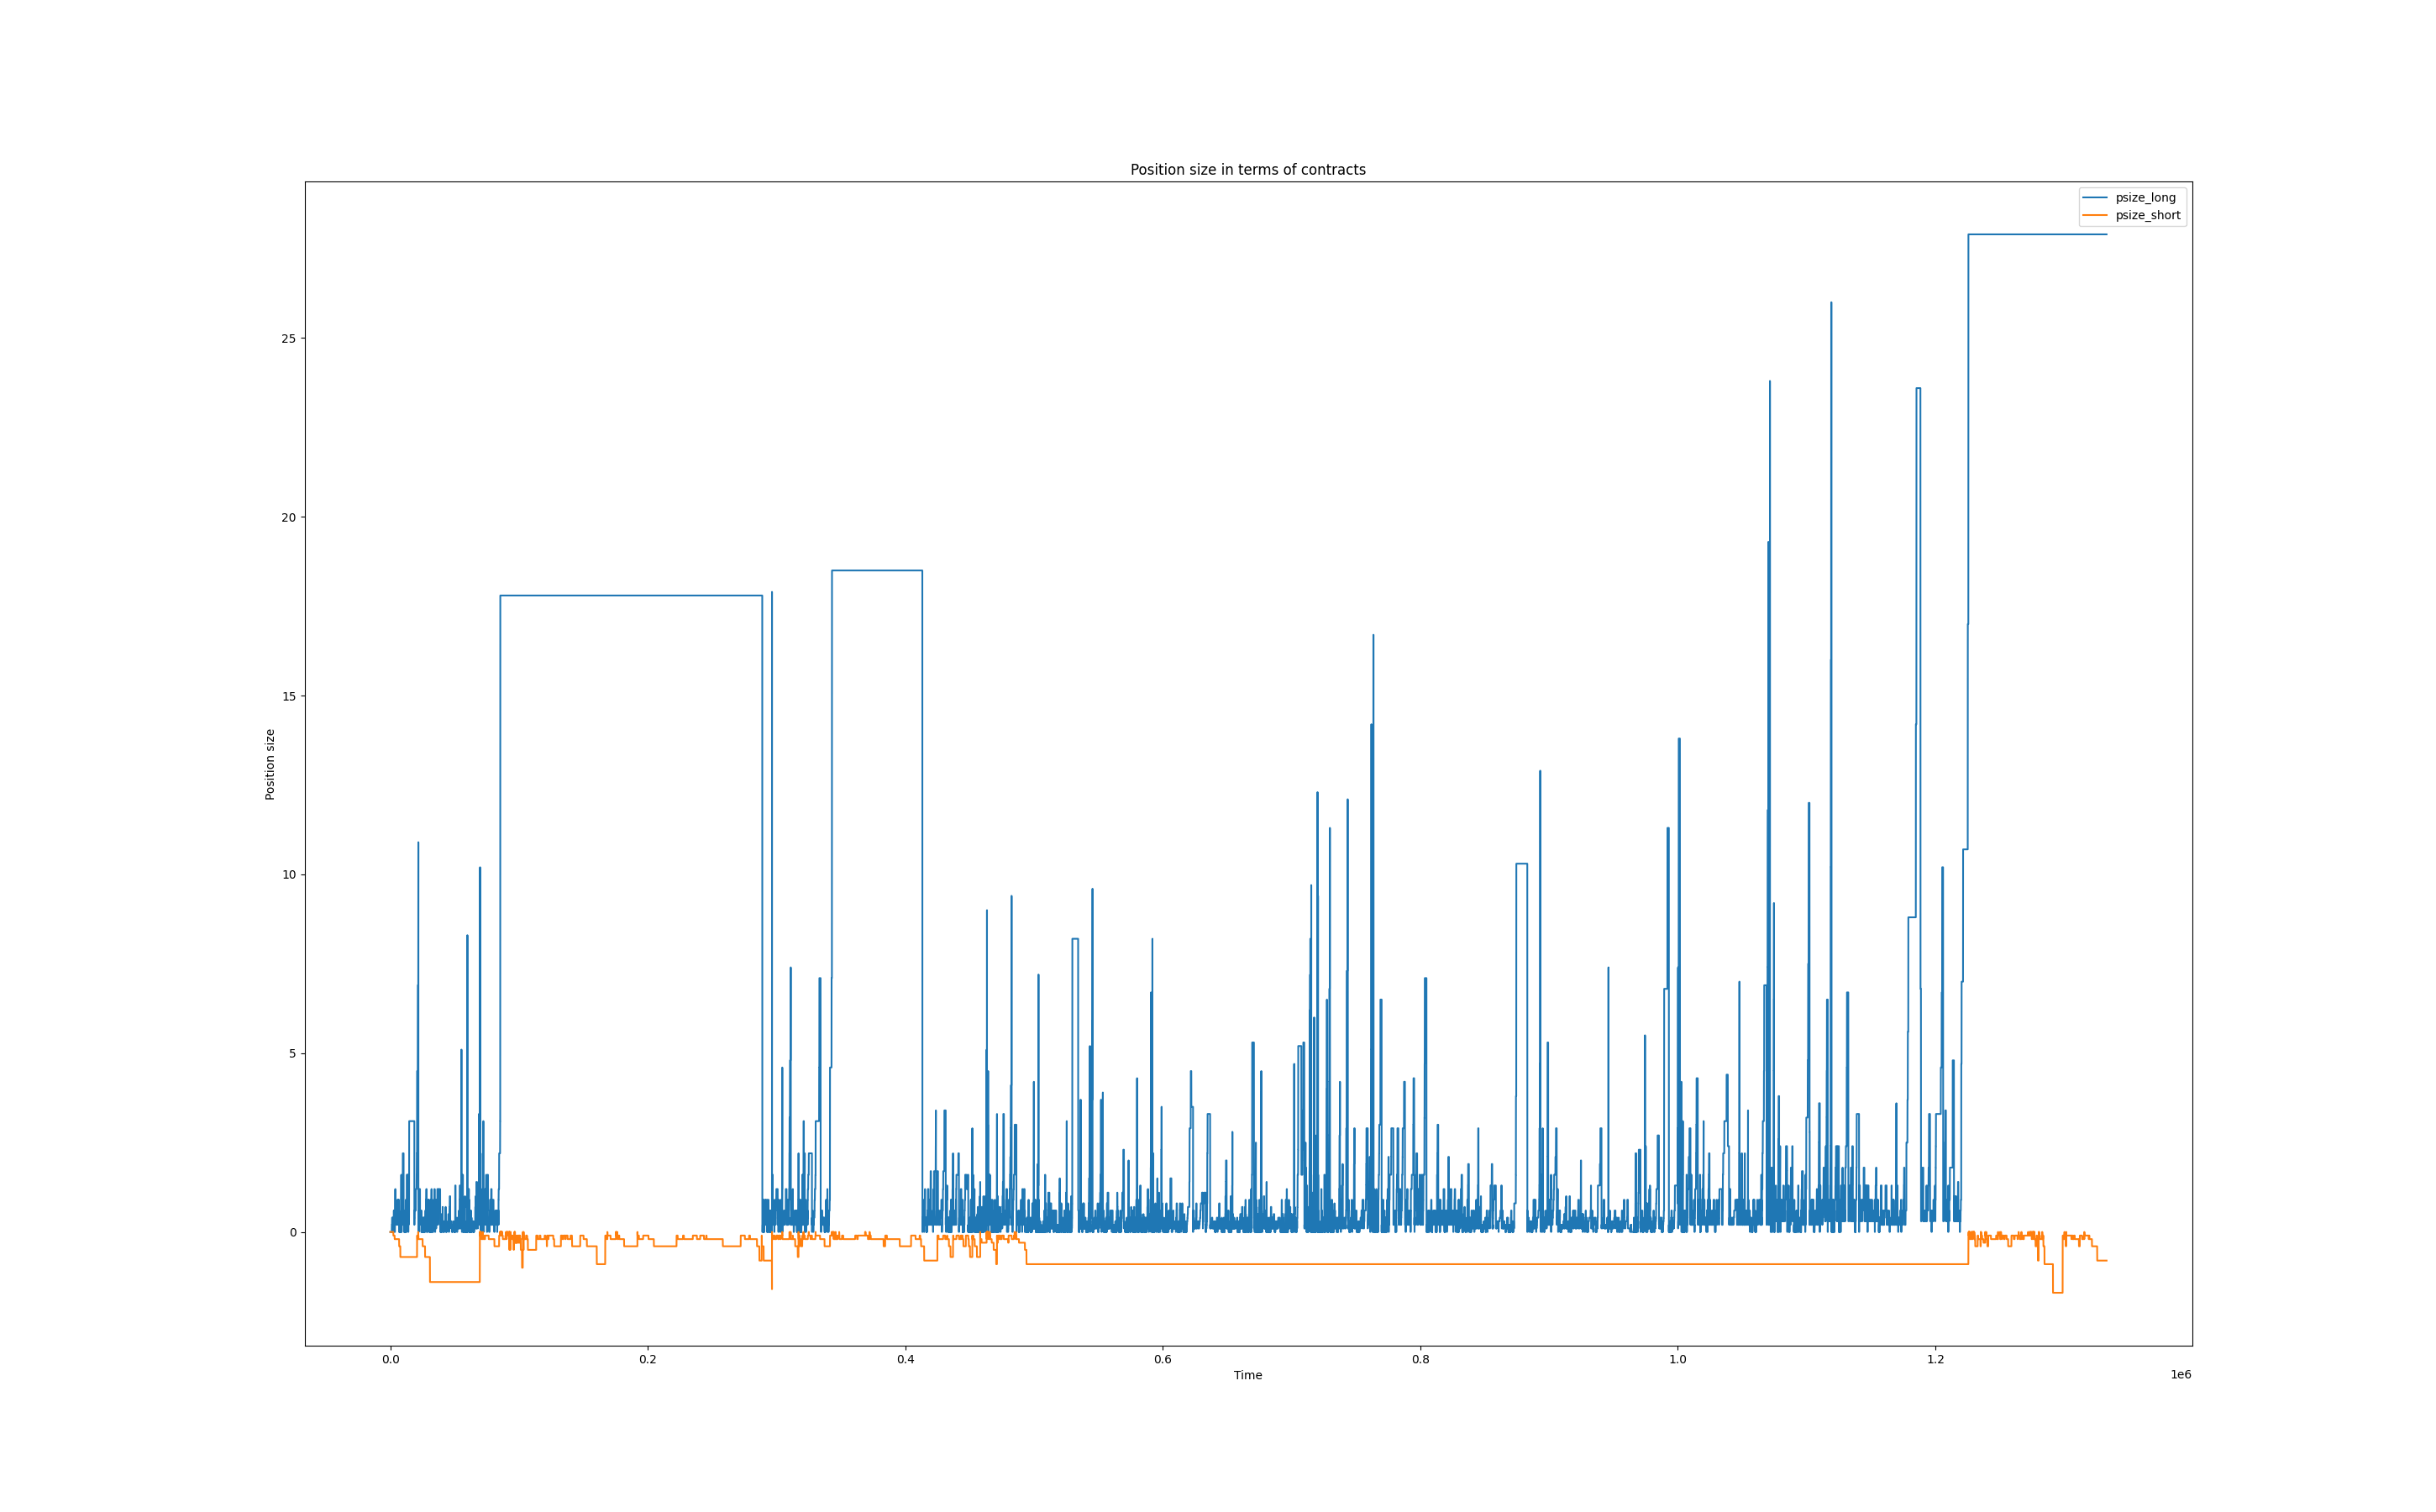 Position size in terms of contracts
psize_long
psize_short
25
20
15
10
5
0
Position size
0.0 0.2 0.4 0.6 0.8 1.0 1.2
Time
1e6